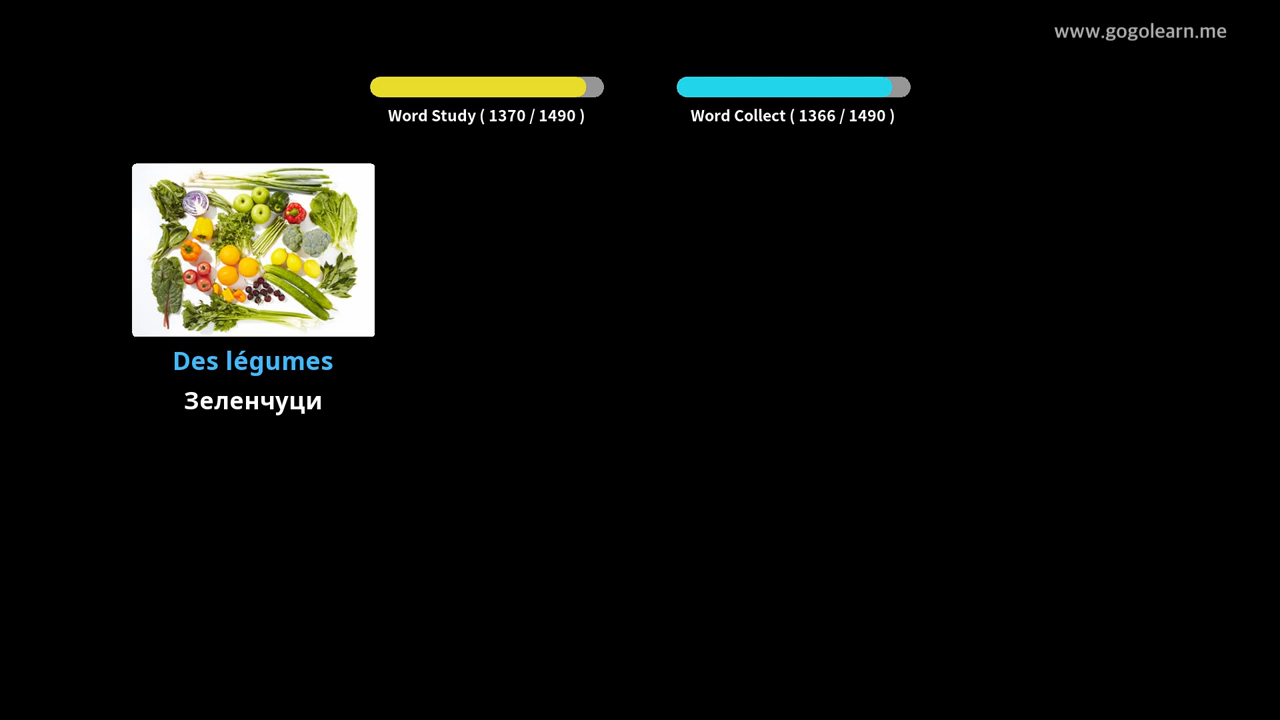 www.gogolearn.me
Word Study ( 1370 / 1490 )
Word Collect ( 1366 / 1490 )
Des légumes
Зеленчуци